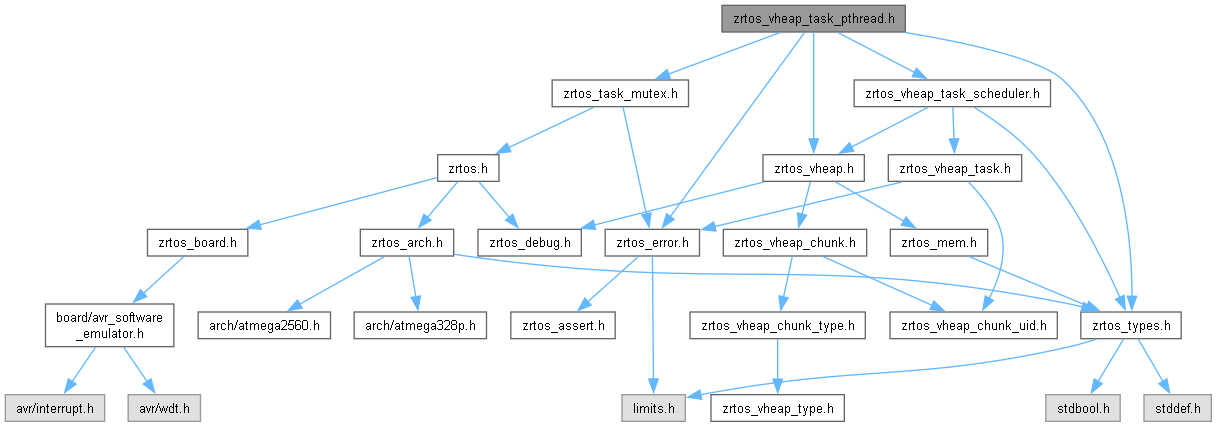 zrtos_vheap_task_pthread.h
zrtos_task_mutex.h
zrtos_vheap_task_scheduler.h
zrtos.h
zrtos_vheap.h
zrtos_vheap_task.h
zrtos_board.h
zrtos_arch.h
zrtos_debug.h
zrtos_error.h
zrtos_vheap_chunk.h
zrtos_mem.h
board/avr_software
_emulator.h
arch/atmega2560.h
arch/atmega328p.h
zrtos_assert.h
zrtos_vheap_chunk_type.h
zrtos_vheap_chunk_uid.h
zrtos_types.h
avr/interrupt.h
avr/wdt.h
limits.h
zrtos_vheap_type.h
stdbool.h
stddef.h